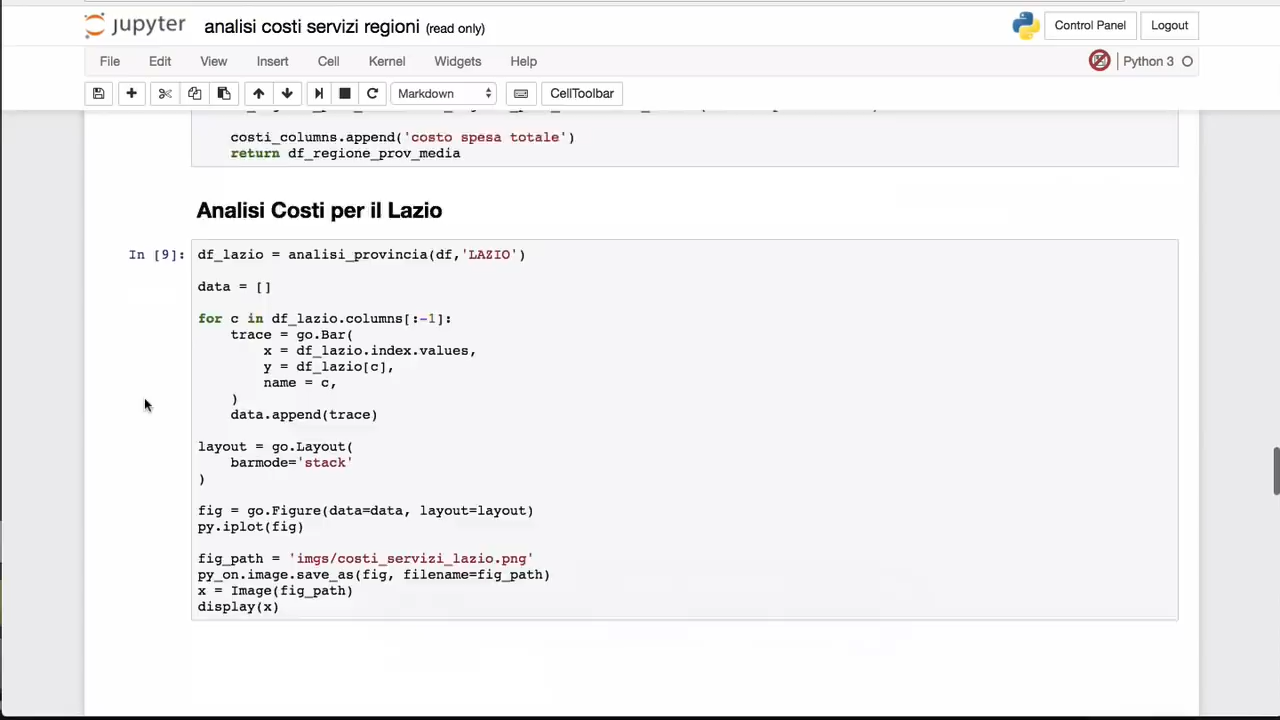 jupyter analisi costi servizi regioni (read only) Control Panel Logout
File Edit View Insert Cell Kernel Widgets Help Python 3
Markdown CellToolbar
costi_columns.append('costo spesa totale')
return df_regione_prov_media
Analisi Costi per il Lazio
In [9]: df_lazio = analisi_provincia(df,'LAZIO')
data = []
for c in df_lazio.columns[:-1]:
trace = go.Bar(
x = df_lazio.index.values,
y = df_lazio[c],
name = c,
)
data.append(trace)
layout = go.Layout(
barmode='stack'
)
fig = go.Figure(data=data, layout=layout)
py.iplot(fig)
fig_path = 'imgs/costi_servizi_lazio.png'
py_on.image.save_as(fig, filename=fig_path)
x = Image(fig_path)
display(x)